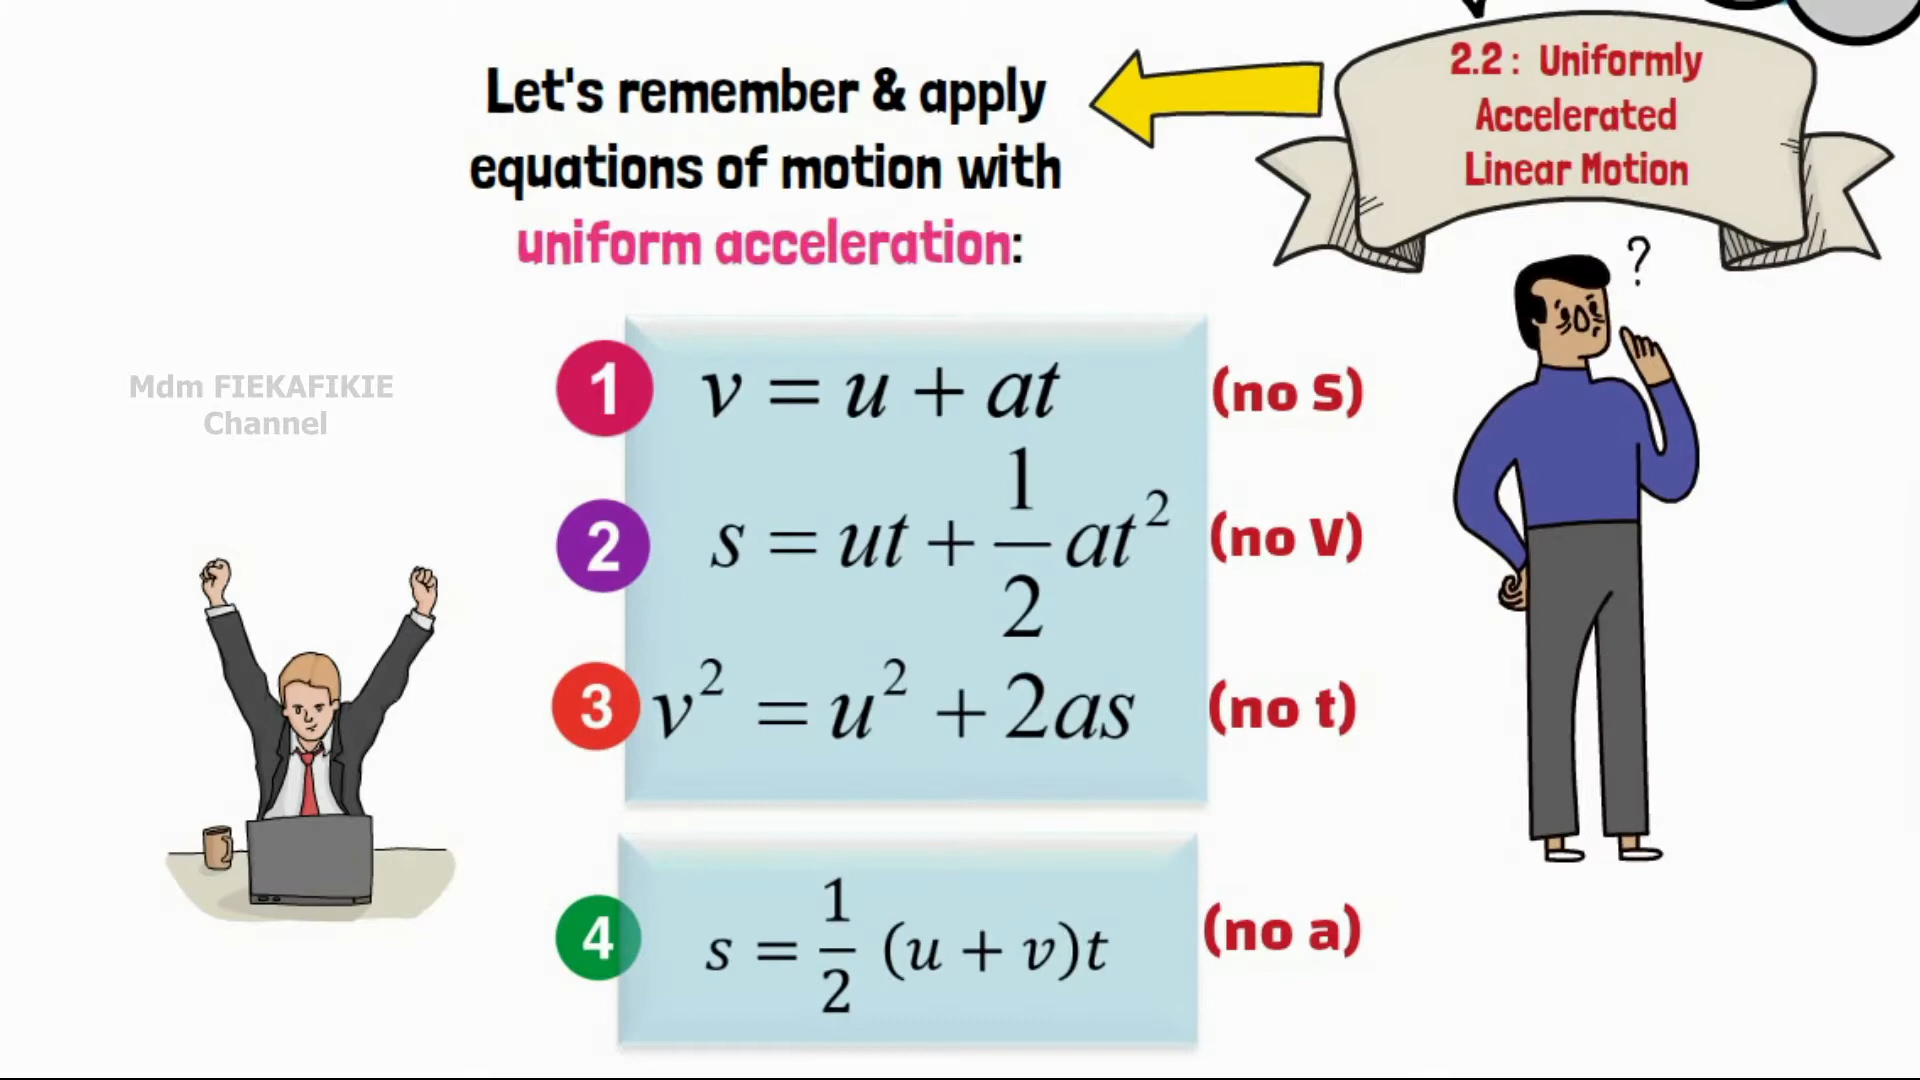 Let's remember & apply
equations of motion with
uniform acceleration:
2.2 : Uniformly
Accelerated
Linear Motion
?
Mdm FIEKAFIKIE
Channel
1 v = u + at (no S)
2 s = ut + 1/2 at² (no V)
3 v² = u² + 2as (no t)
4 s = 1/2 (u + v)t (no a)